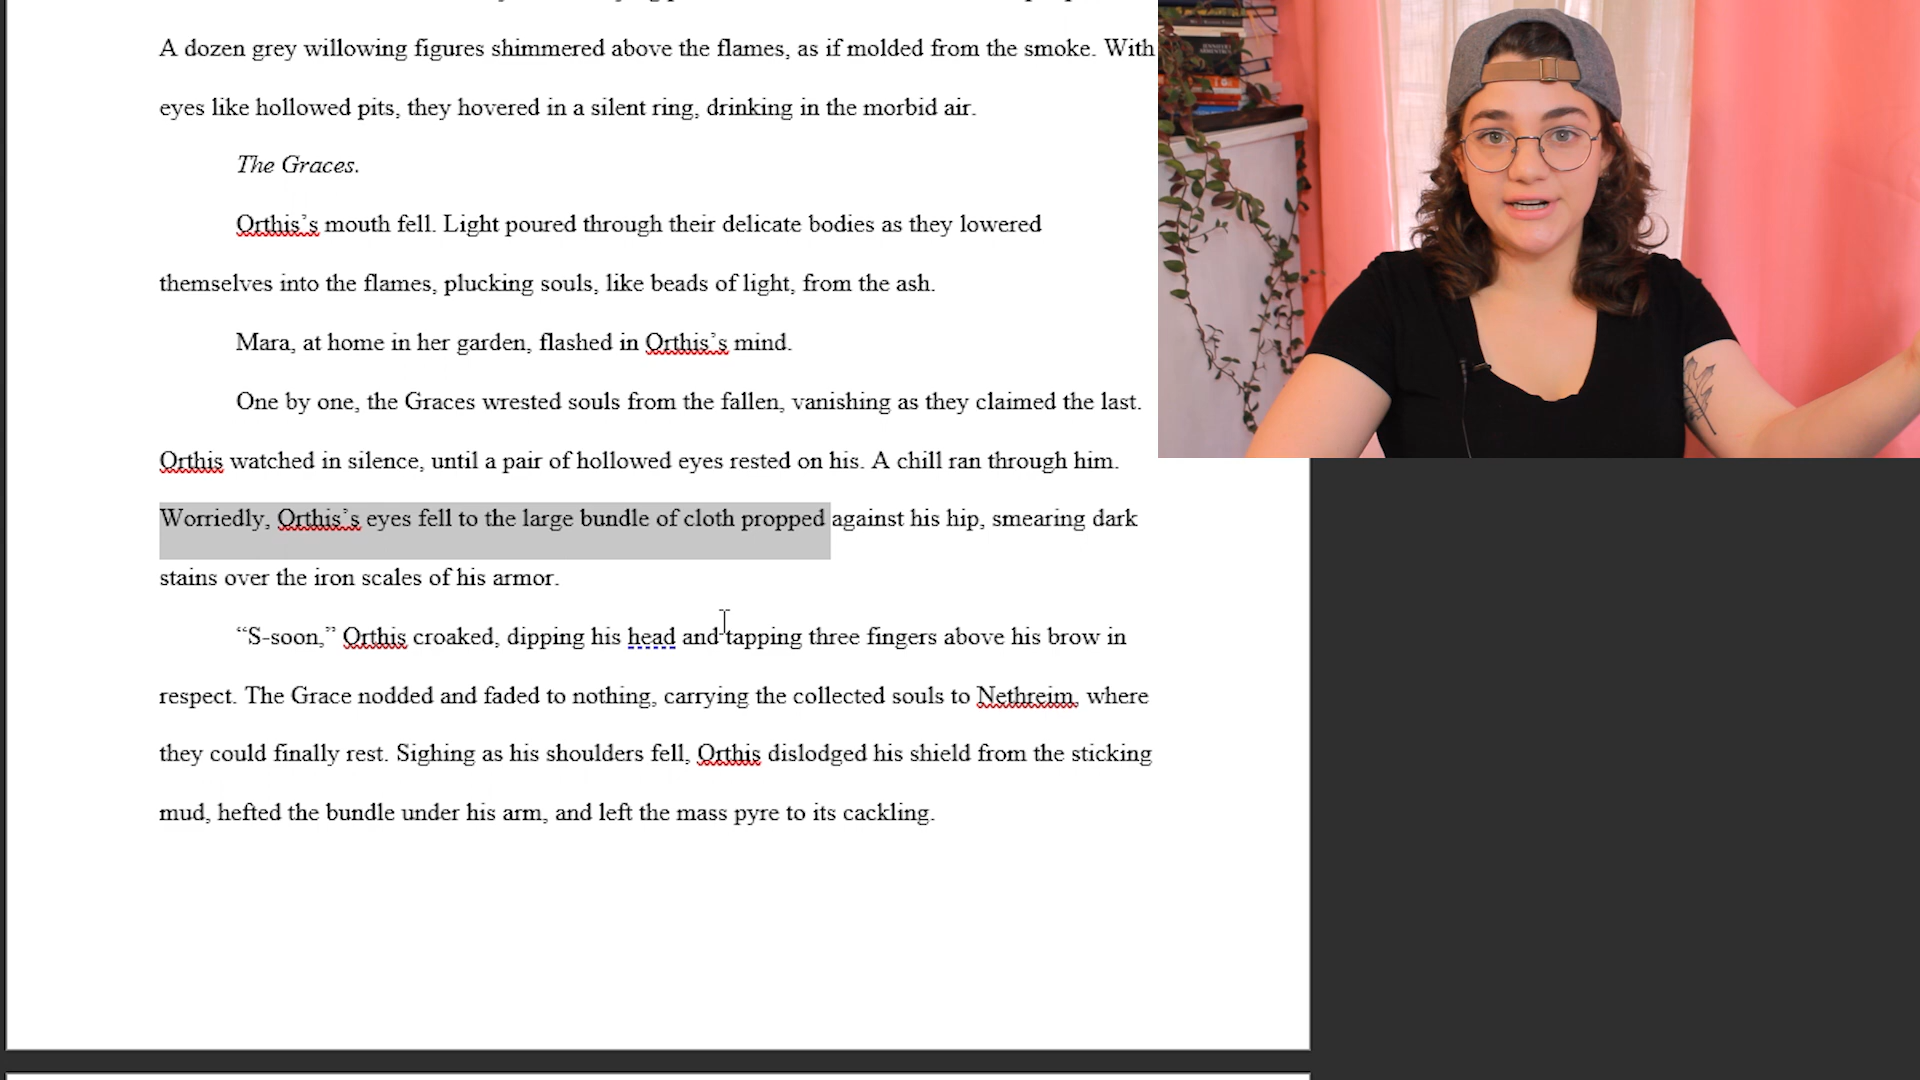 A dozen grey willowing figures shimmered above the flames, as if molded from the smoke. With
eyes like hollowed pits, they hovered in a silent ring, drinking in the morbid air.
The Graces.
Orthis’s mouth fell. Light poured through their delicate bodies as they lowered
themselves into the flames, plucking souls, like beads of light, from the ash.
Mara, at home in her garden, flashed in Orthis’s mind.
One by one, the Graces wrested souls from the fallen, vanishing as they claimed the last.
Orthis watched in silence, until a pair of hollowed eyes rested on his. A chill ran through him.
Worriedly, Orthis’s eyes fell to the large bundle of cloth propped against his hip, smearing dark
stains over the iron scales of his armor.
“S-soon,” Orthis croaked, dipping his head and tapping three fingers above his brow in
respect. The Grace nodded and faded to nothing, carrying the collected souls to Nethreim, where
they could finally rest. Sighing as his shoulders fell, Orthis dislodged his shield from the sticking
mud, hefted the bundle under his arm, and left the mass pyre to its cackling.